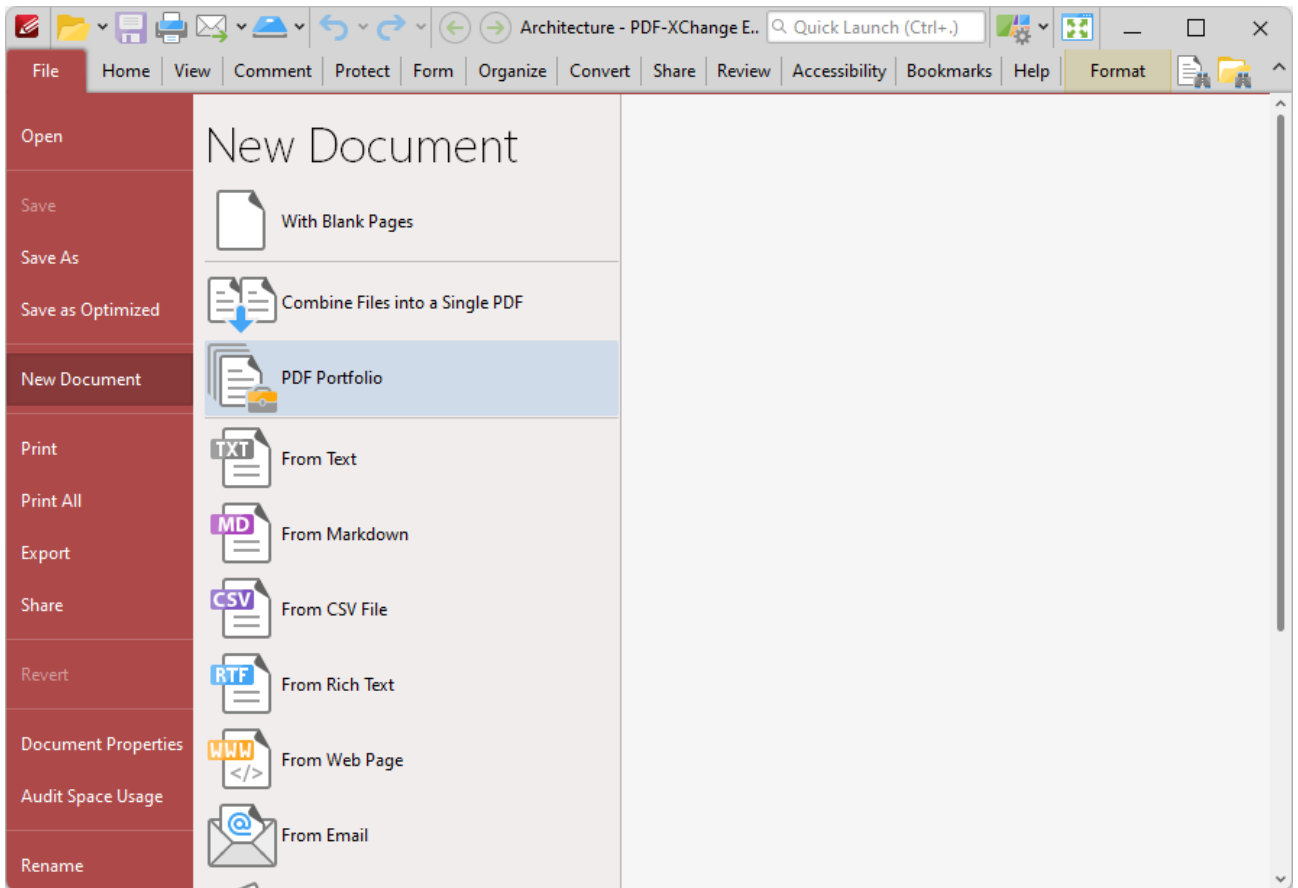 Architecture - PDF-XChange E.. Quick Launch (Ctrl+.)
File Home View Comment Protect Form Organize Convert Share Review Accessibility Bookmarks Help Format
Open
Save
Save As
Save as Optimized
New Document
Print
Print All
Export
Share
Revert
Document Properties
Audit Space Usage
Rename
New Document
With Blank Pages
Combine Files into a Single PDF
PDF Portfolio
TXT From Text
MD From Markdown
CSV From CSV File
RTF From Rich Text
WWW </> From Web Page
@ From Email